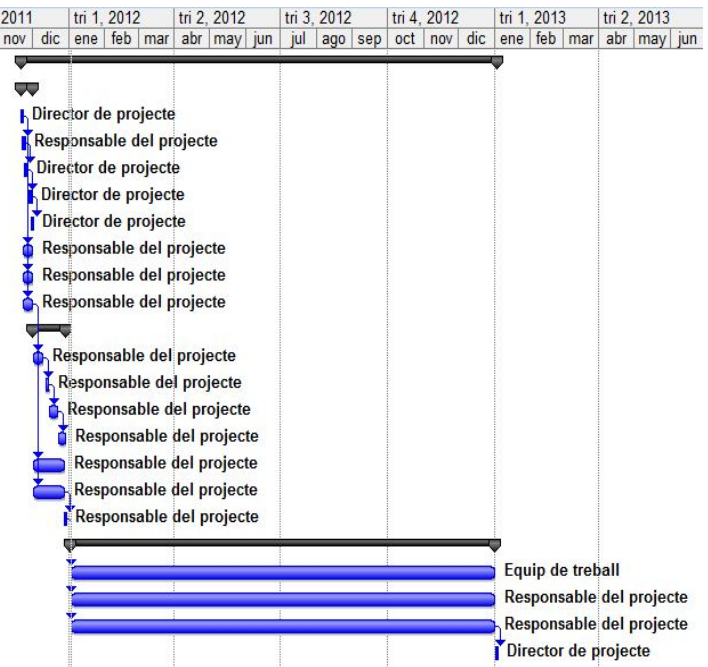 2011 tri 1, 2012 tri 2, 2012 tri 3, 2012 tri 4, 2012 tri 1, 2013 tri 2, 2013
nov dic ene feb mar abr may jun jul ago sep oct nov dic ene feb mar abr may jun
Director de projecte
Responsable del projecte
Director de projecte
Director de projecte
Director de projecte
Responsable del projecte
Responsable del projecte
Responsable del projecte
Responsable del projecte
Responsable del projecte
Responsable del projecte
Responsable del projecte
Responsable del projecte
Responsable del projecte
Responsable del projecte
Equip de treball
Responsable del projecte
Responsable del projecte
Director de projecte